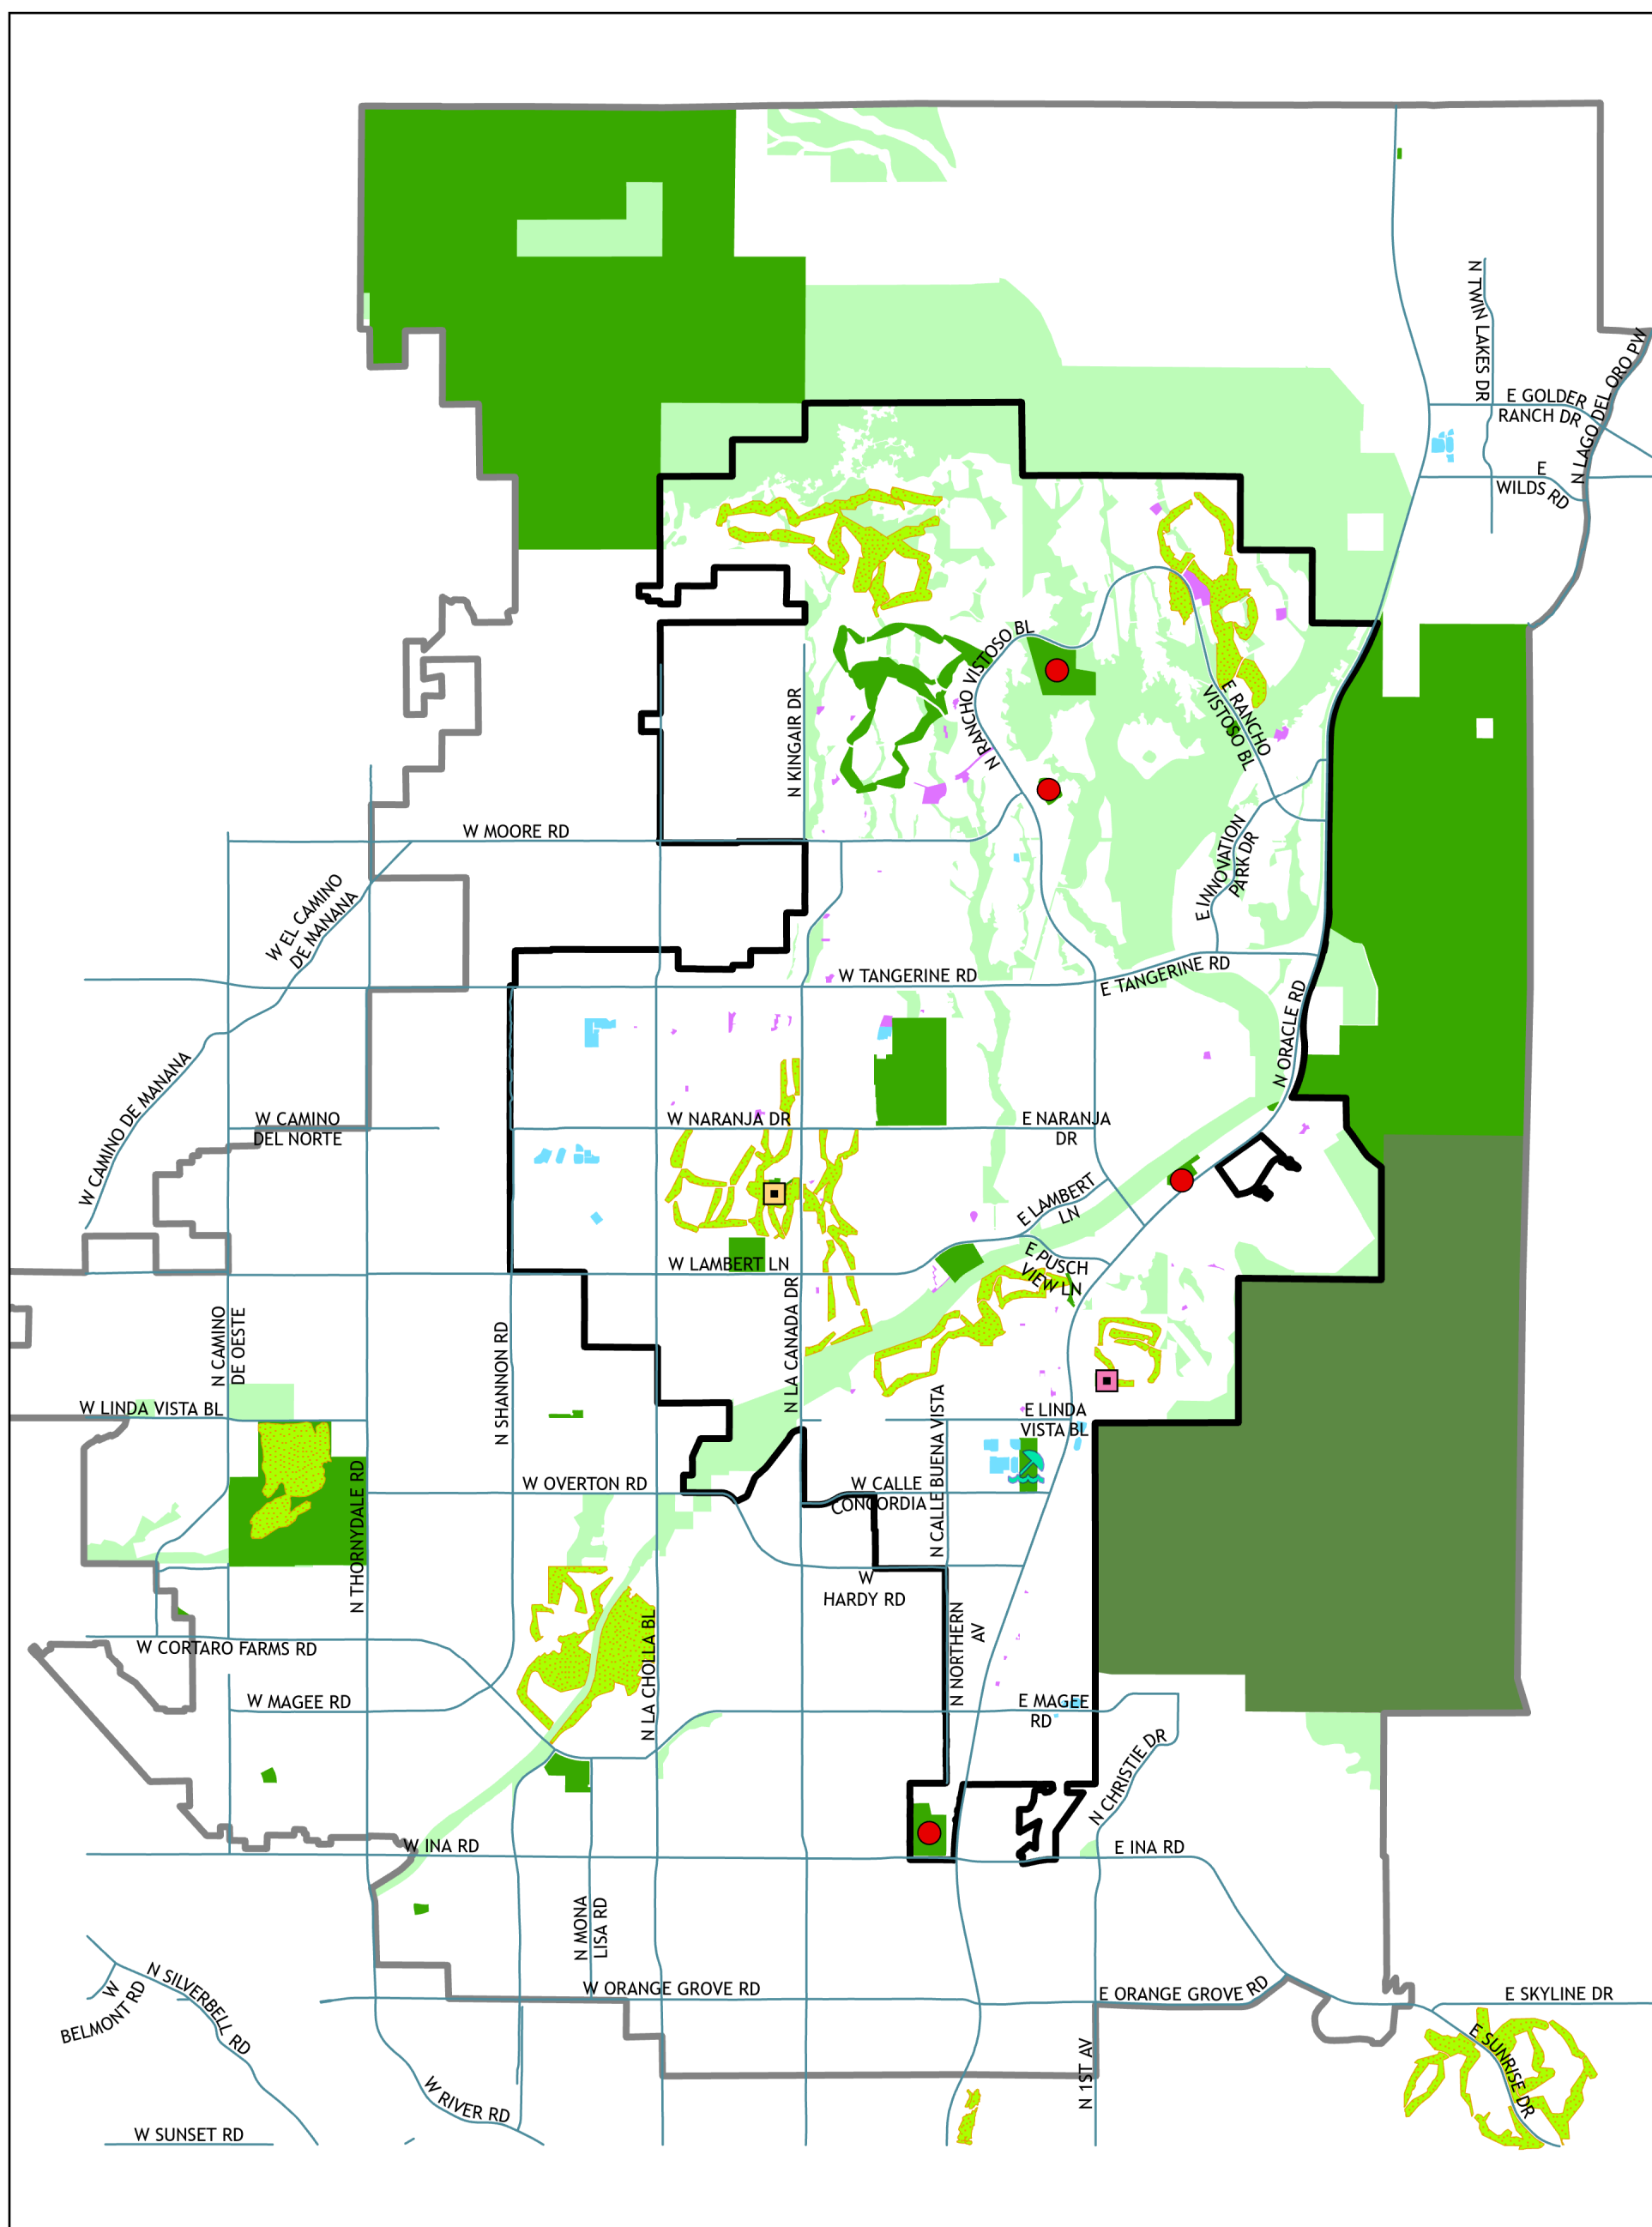 N TWIN LAKES DR
N LAGO DEL ORO PW
E GOLDER
RANCH DR
E
WILDS RD
N RANCHO VISTOSO BL
E RANCHO
VISTOSO BL
N KINGAIR DR
W MOORE RD
E INNOVATION
PARK DR
W EL CAMINO
DE MANANA
W TANGERINE RD
E TANGERINE RD
N ORACLE RD
W CAMINO DE MANANA
W CAMINO
DEL NORTE
W NARANJA DR
E NARANJA
DR
E LAMBERT
LN
W LAMBERT LN
E PUSCH
VIEW LN
N CAMINO
DE OESTE
N SHANNON RD
N LA CANADA DR
W LINDA VISTA BL
E LINDA
VISTA BL
N CALLE BUENA VISTA
N THORNYDALE RD
W OVERTON RD
W CALLE
CONCORDIA
W
HARDY RD
N NORTHERN
AV
N LA CHOLLA BL
W CORTARO FARMS RD
W MAGEE RD
E MAGEE
RD
N CHRISTIE DR
W INA RD
E INA RD
N MONA
LISA RD
W ORANGE GROVE RD
E ORANGE GROVE RD
E SKYLINE DR
W
BELMONT RD
N SILVERBELL RD
E SUNRISE DR
N 1ST AV
W RIVER RD
W SUNSET RD